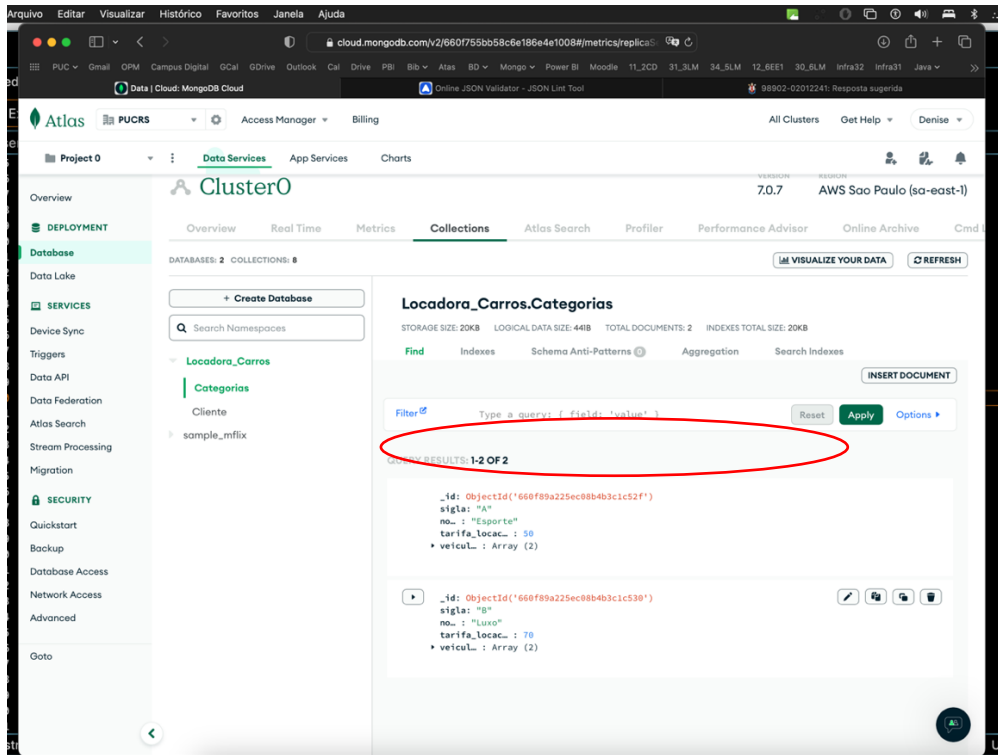 Arquivo Editar Visualizar Histórico Favoritos Janela Ajuda
cloud.mongodb.com/v2/660f755bb58c6e186e4e1008#/metrics/replicaS
PUC Gmail OPM Campus Digital GCal GDrive Outlook Cal Drive PBI Bib Atas BD Mongo Power BI Moodle 11_2CD 31_3LM 34_5LM 12_6EE1 30_6LM Infra32 Infra31 Java
Data | Cloud: MongoDB Cloud
Online JSON Validator - JSON Lint Tool
98902-02012241: Resposta sugerida
Atlas PUCRS Access Manager Billing All Clusters Get Help Denise
Project 0 Data Services App Services Charts
Cluster0
VERSION REGION
7.0.7 AWS Sao Paulo (sa-east-1)
Overview Real Time Metrics Collections Atlas Search Profiler Performance Advisor Online Archive Cmd L
DATABASES: 2 COLLECTIONS: 8
VISUALIZE YOUR DATA REFRESH
Overview
DEPLOYMENT
Database
Data Lake
SERVICES
Device Sync
Triggers
Data API
Data Federation
Atlas Search
Stream Processing
Migration
SECURITY
Quickstart
Backup
Database Access
Network Access
Advanced
Goto
+ Create Database
Search Namespaces
Locadora_Carros
Categorias
Cliente
sample_mflix
Locadora_Carros.Categorias
STORAGE SIZE: 20KB LOGICAL DATA SIZE: 441B TOTAL DOCUMENTS: 2 INDEXES TOTAL SIZE: 20KB
Find Indexes Schema Anti-Patterns 0 Aggregation Search Indexes
INSERT DOCUMENT
Filter Type a query: { field: 'value' } Reset Apply Options
QUERY RESULTS: 1-2 OF 2
_id: ObjectId('660f89a225ec08b4b3c1c52f')
sigla: "A"
no… : "Esporte"
tarifa_locac… : 50
veicul… : Array (2)
_id: ObjectId('660f89a225ec08b4b3c1c530')
sigla: "B"
no… : "Luxo"
tarifa_locac… : 70
veicul… : Array (2)